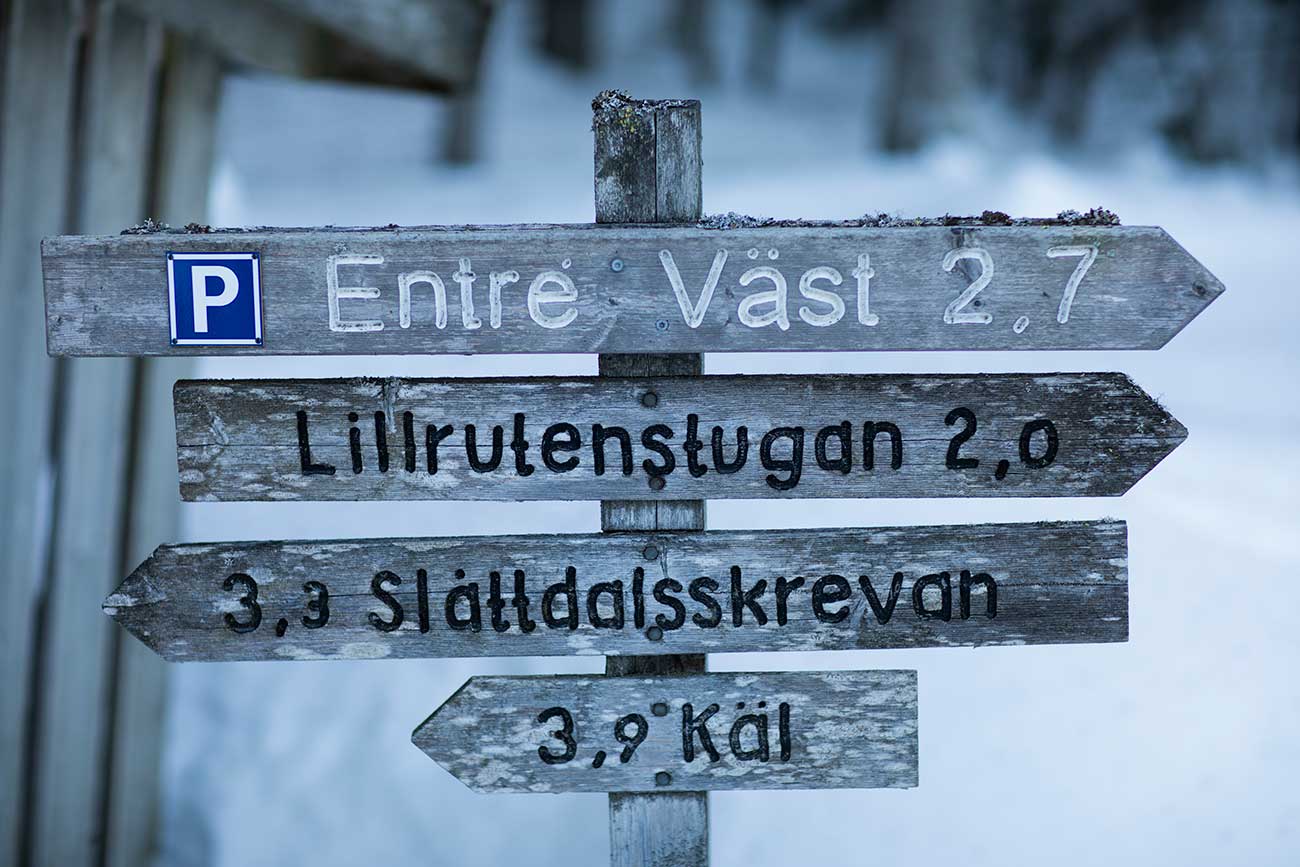 P Entré Väst 2,7
Lillrutenstugan 2,0
3,3 Slåttdalsskrevan
3,9 Käl